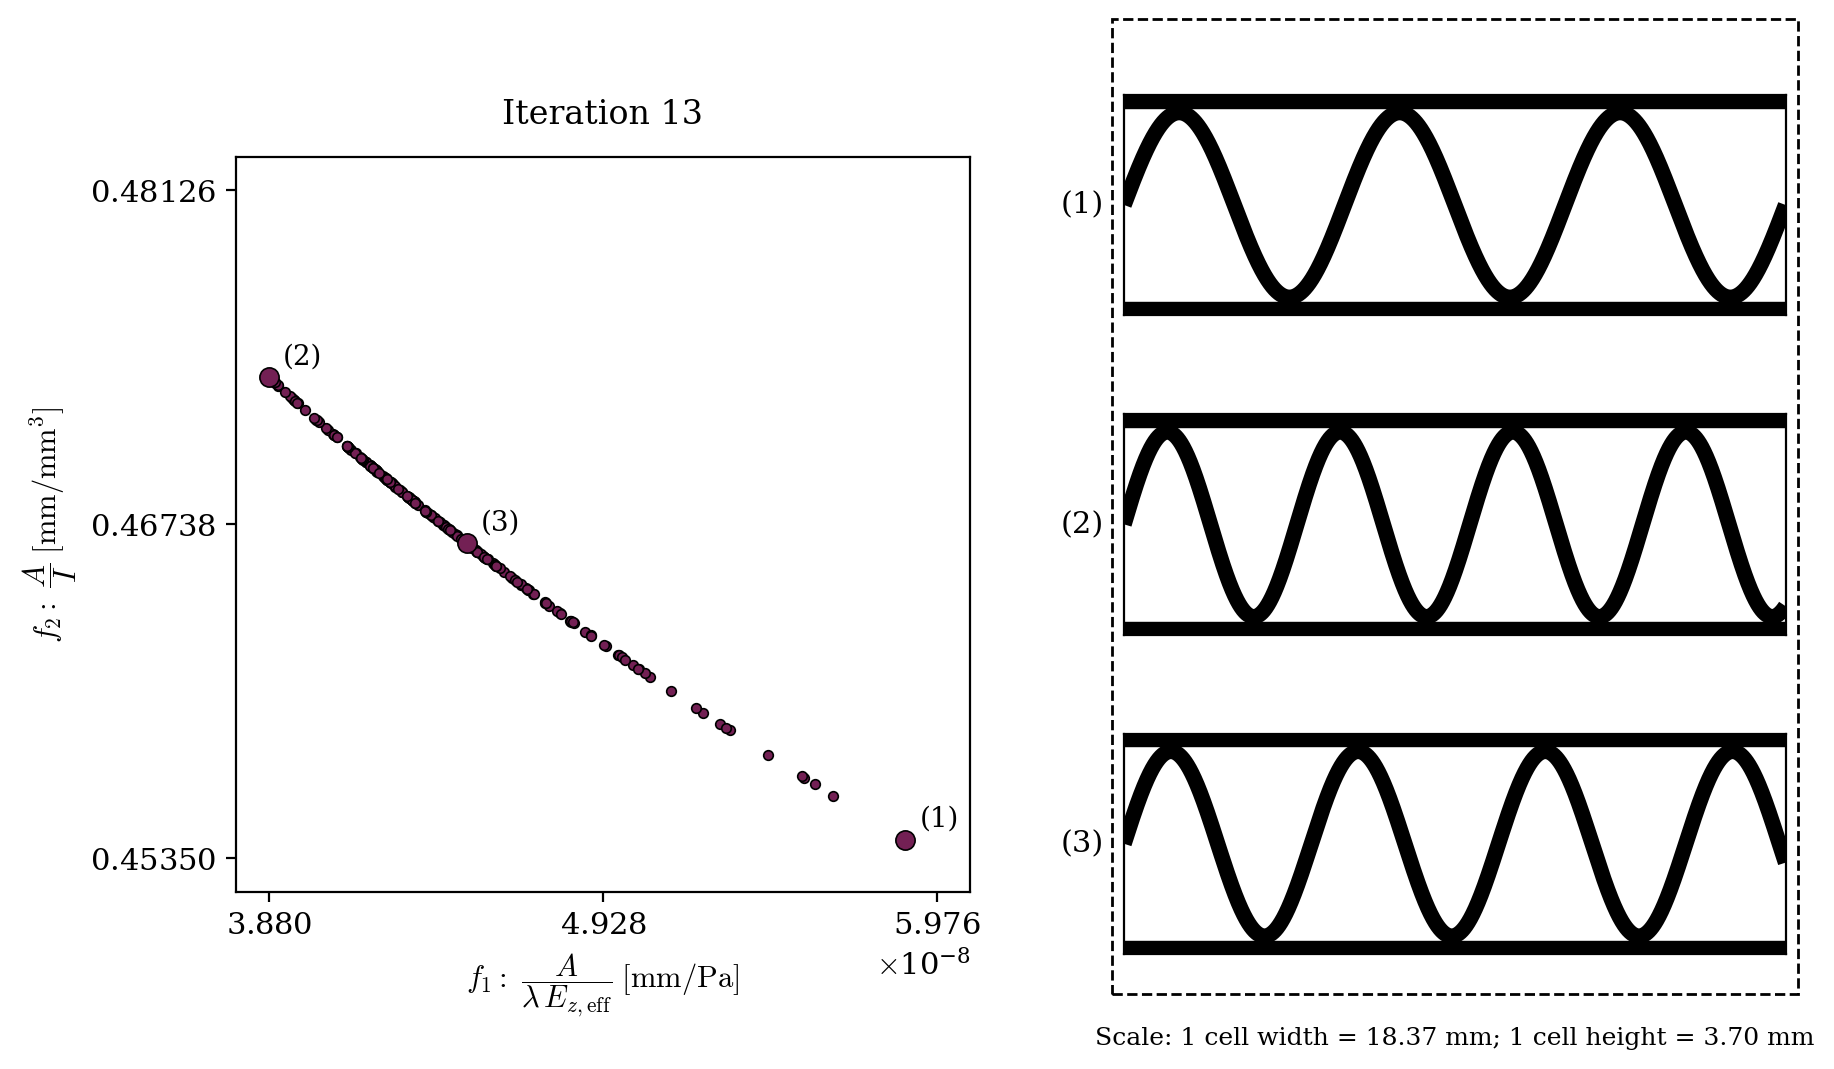 Iteration 13
0.48126
0.46738
0.45350
f₂: A/I [mm/mm³]
(2)
(3)
(1)
3.880 4.928 5.976
×10⁻⁸
f₁: A/(λ E_z,eff) [mm/Pa]
(1)
(2)
(3)
Scale: 1 cell width = 18.37 mm; 1 cell height = 3.70 mm